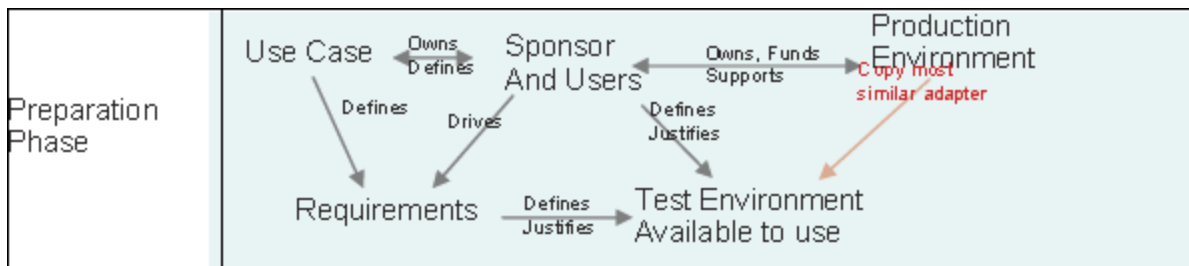 Preparation
Phase
Use Case
Owns
Defines
Sponsor
And Users
Owns, Funds
Supports
Production
Environment
Copy most
similar adapter
Defines
Drives
Defines
Justifies
Requirements
Defines
Justifies
Test Environment
Available to use